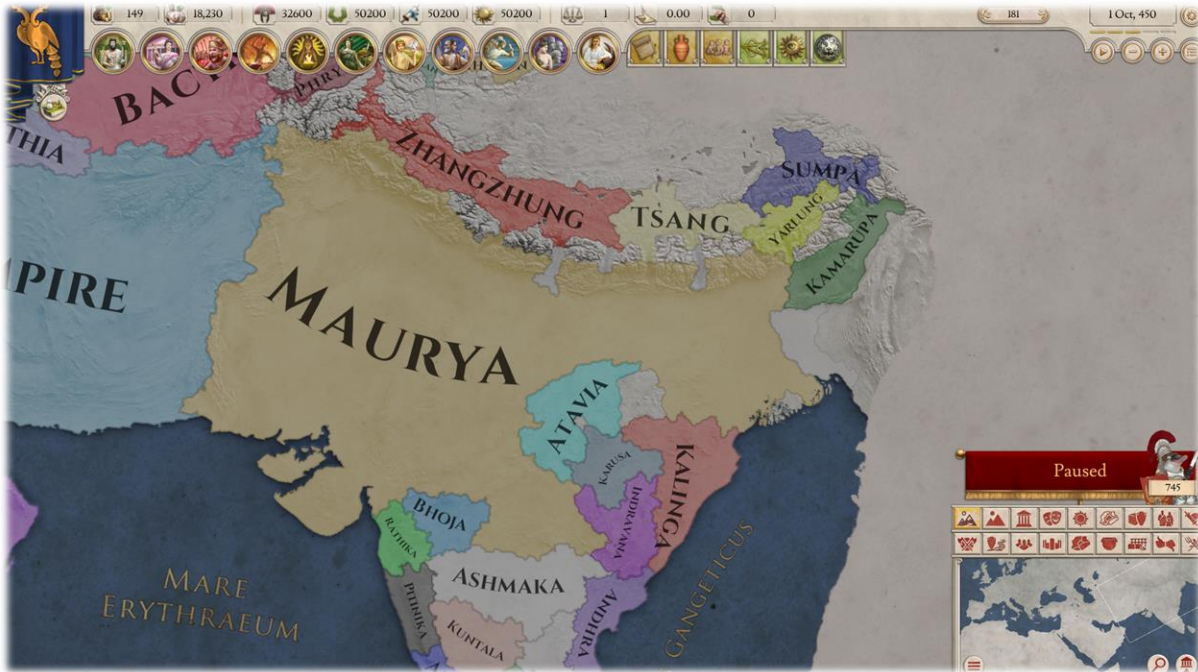 149 18,230 32600 50200 50200 50200 1 0.00 0 181 1 Oct, 450
PHRY
BAC
THIA
ZHANGZHUNG
SUMPA
TSANG
YARLUNG
KAMARUPA
MPIRE
MAURYA
ATAVIA
KARUSA
KALINGA
INDRAVANA
BHOJA
RATHIKA
Paused
745
ASHMAKA
PITINIKA
KUNTALA
ANDHRA
MARE
ERYTHRAEUM
GANGETICUS